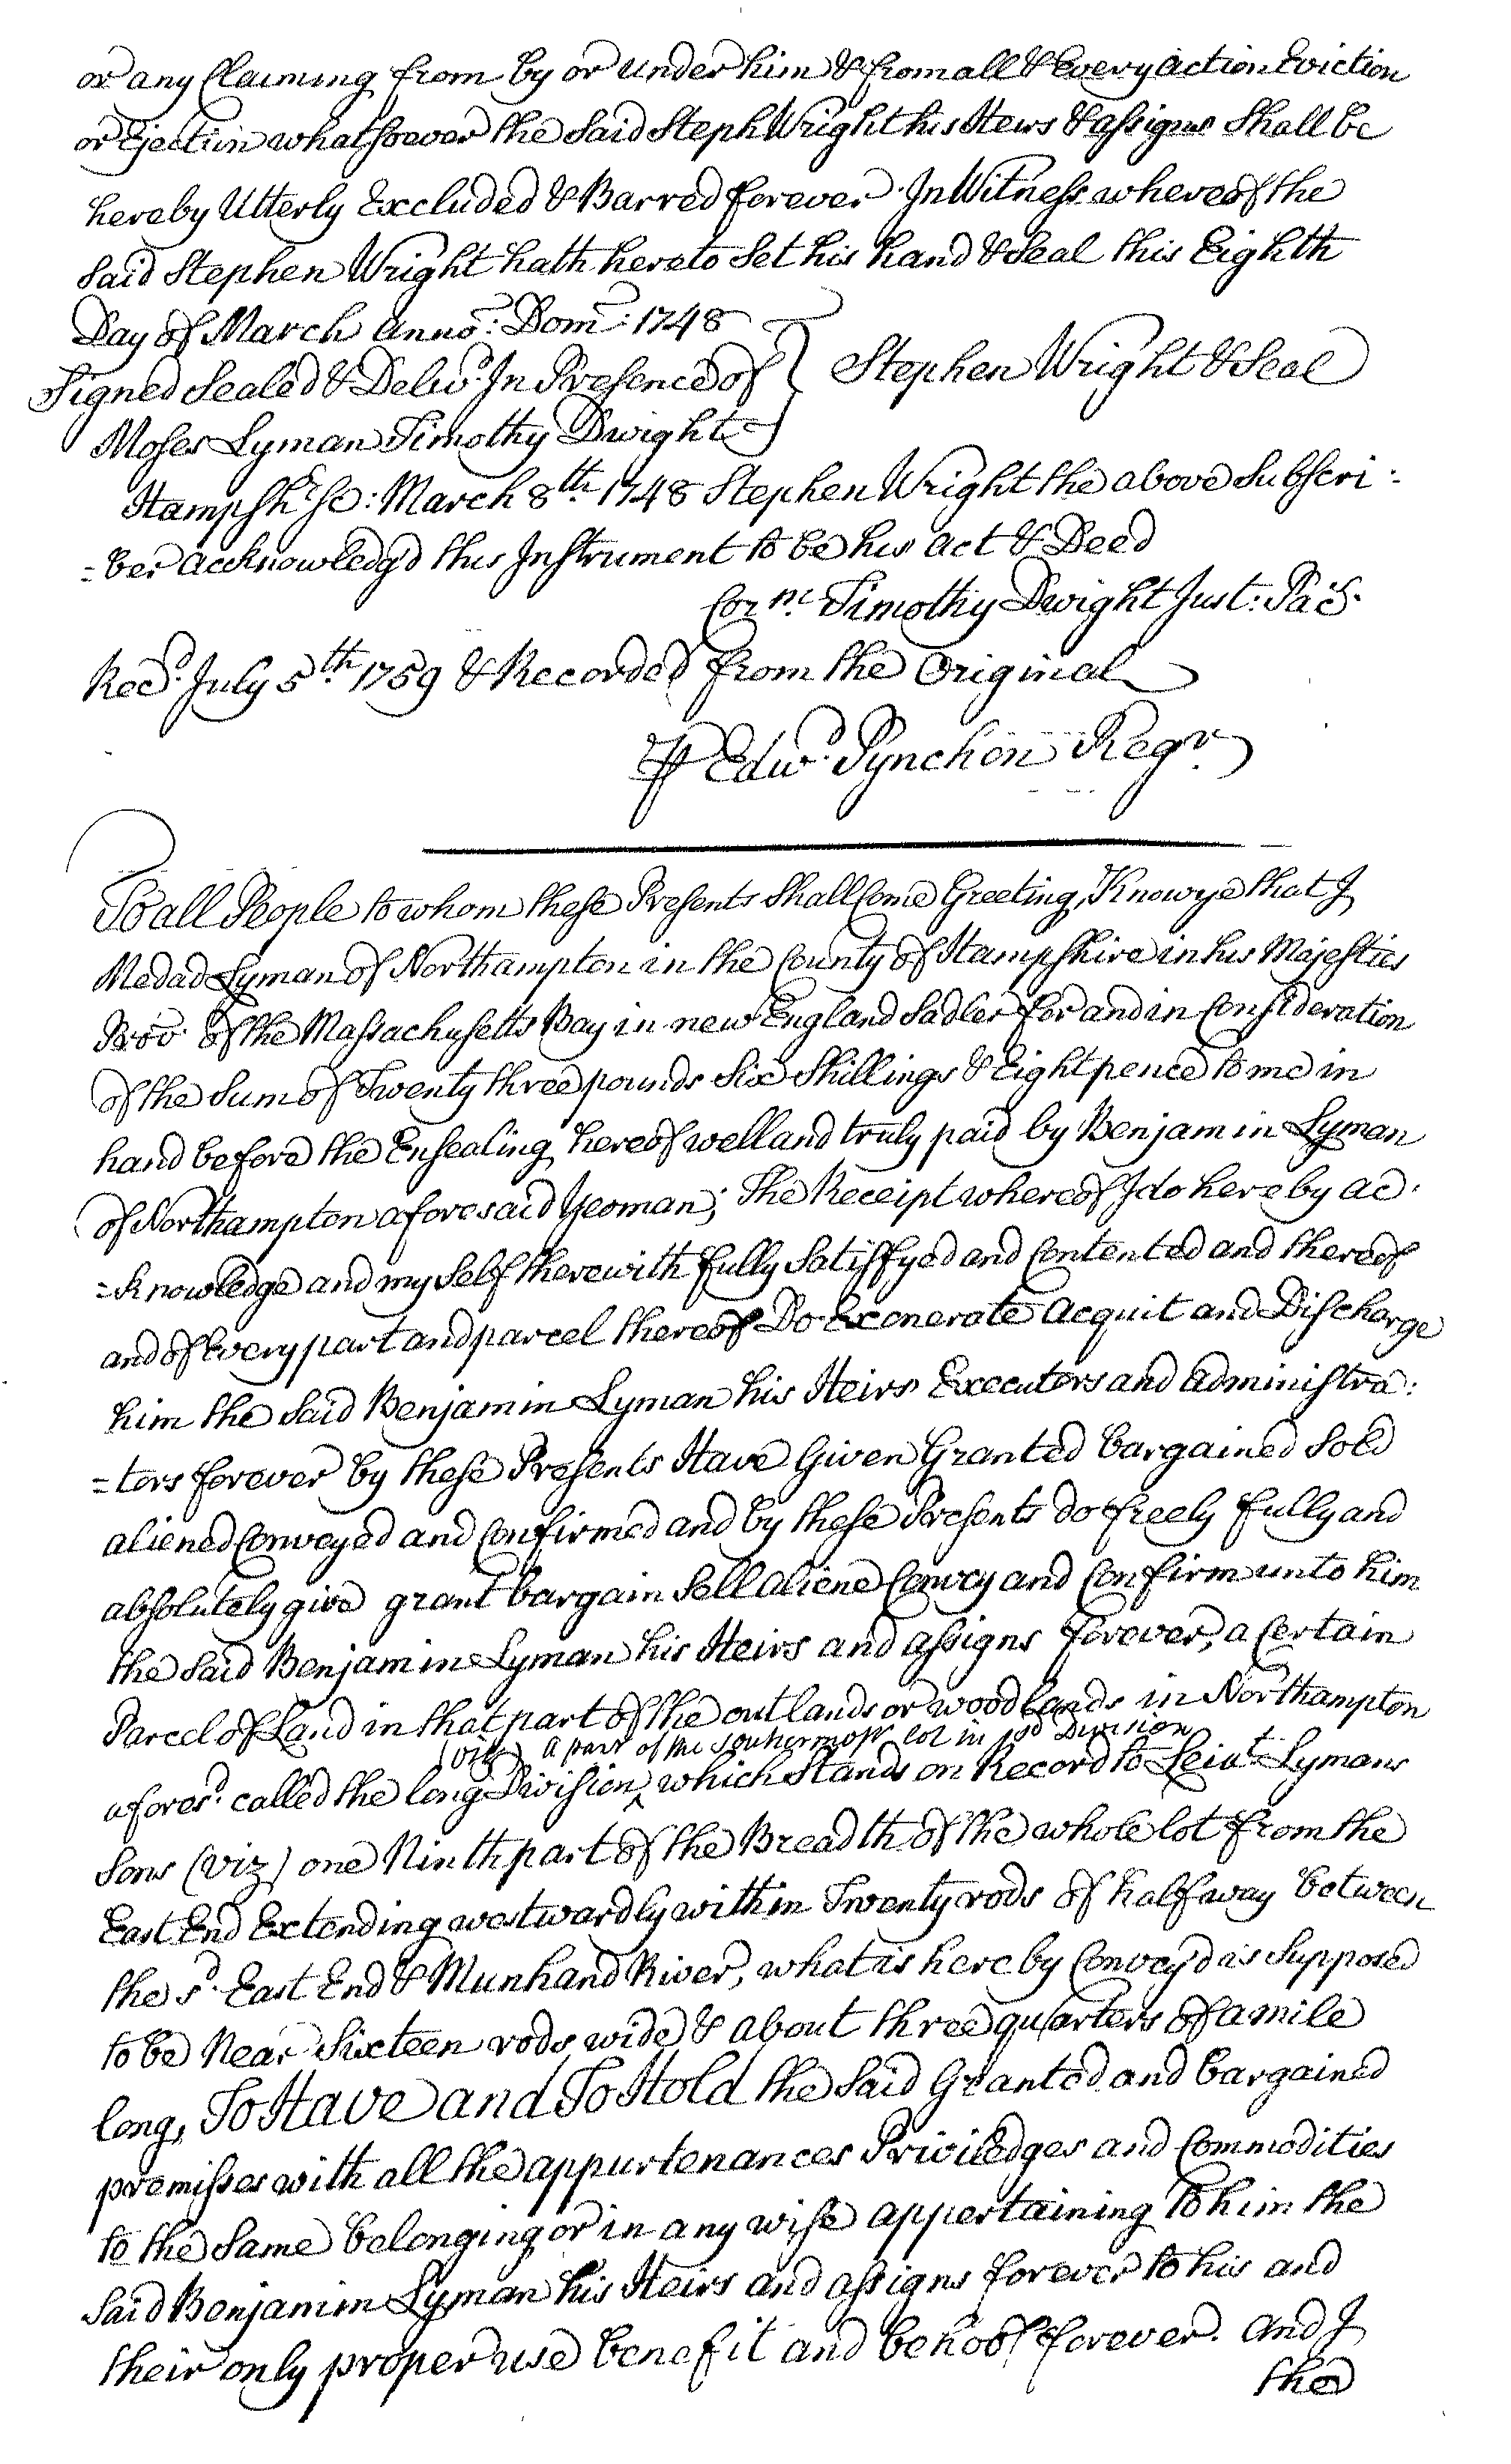 or any Claiming from by or under him & from all & Every action Eviction
or Ejection whatsoever the Said Steph Wright his Heirs & assigns Shall be
hereby Utterly Excluded & Barred forever. In Witness whereof the
Said Stephen Wright hath hereto Set his hand & Seal this Eighth
Day of March Anno: Dom: 1748
Signed Sealed & Delivd. In Presence of } Stephen Wright & Seal
Moses Lyman Timothy Dwight
Hampshr. Sc: March 8th. 1748 Stephen Wright the above Subscri-
=ber acknowledg'd this Instrument to be his Act & Deed
Cor. Timothy Dwight Just: Pac.
Recd. July 5th. 1759 & Recorded from the Original
P Edwd. Pynchon Regr.
To all People to whom these Presents Shall Come Greeting, Know ye that I
Medad Lyman of Northampton in the County of Hampshire in his Majesties
Prov. of the Massachusetts Bay in new England Sadler for and in Consideration
of the Sum of Twenty three pounds Six Shillings & Eight pence to me in
hand before the Ensealing hereof well and truly paid by Benjamin Lyman
of Northampton aforesaid Yeoman; The Receipt whereof I do hereby ac-
=knowledge and my Self therewith fully Satisfyed and Contented and thereof
and of Every part and parcel thereof Do Exonerate Acquit and Discharge
him the Said Benjamin Lyman his Heirs Executors and Administra:
=tors forever by these Presents Have Given Granted bargained Sold
aliened Conveyed and Confirmed and by these Presents do freely fully and
absolutely give grant bargain Sell aliene Convey and Confirm unto him
the Said Benjamin Lyman his Heirs and assigns forever, a Certain
Parcel of Land in that part of the outlands or woodlands in Northampton
(viz) A part of the Southermost lot in sd Division
afores'd. called the long Division ^ which Stands on Record to Leiut. Lymans
Sons (viz) one Ninth part of the Breadth of the whole lot from the
East End Extending westwardly within Twenty rods of half way between
the sd. East End & Munhand River, what is hereby Convey'd is Supposed
to be Near Sixteen rods wide & about three quarters of a mile
long, To Have and To Hold the Said Granted and bargained
premisses with all the appurtenances Priviledges and Commodities
to the Same belonging or in any wise appertaining To him the
Said Benjamin Lyman his Heirs and assigns forever to his and
their only proper use benefit and behoof forever. And I
the